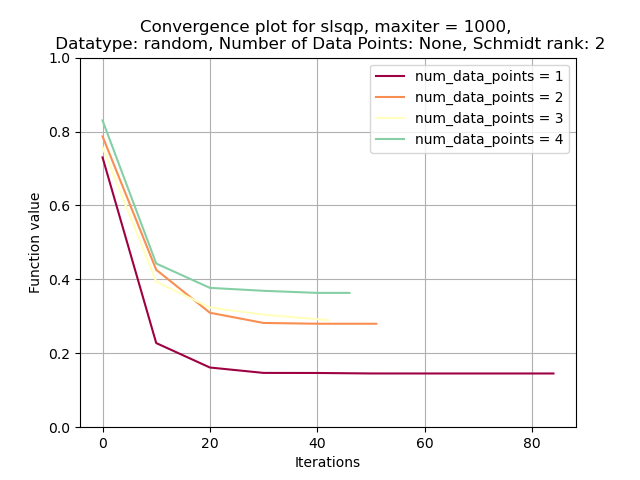 Convergence plot for slsqp, maxiter = 1000,
Datatype: random, Number of Data Points: None, Schmidt rank: 2
1.0
0.8
0.6
0.4
0.2
0.0
Function value
num_data_points = 1
num_data_points = 2
num_data_points = 3
num_data_points = 4
0 20 40 60 80
Iterations